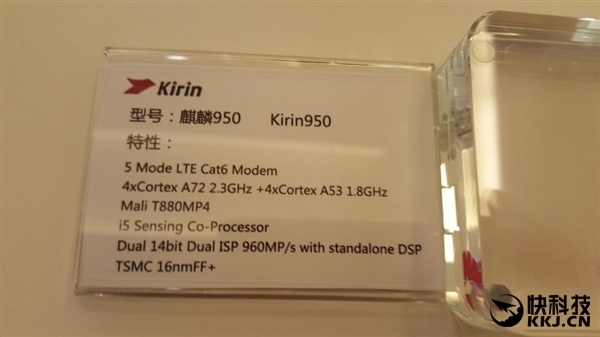 Kirin
型号：麒麟950 Kirin950
特性：
5 Mode LTE Cat6 Modem
4xCortex A72 2.3GHz +4xCortex A53 1.8GHz
Mali T880MP4
i5 Sensing Co-Processor
Dual 14bit Dual ISP 960MP/s with standalone DSP
TSMC 16nmFF+
快科技
KKJ.CN